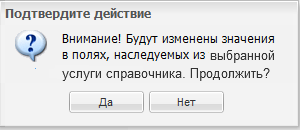 Подтвердите действие
Внимание! Будут изменены значения
в полях, наследуемых из выбранной
услуги справочника. Продолжить?
Да Нет